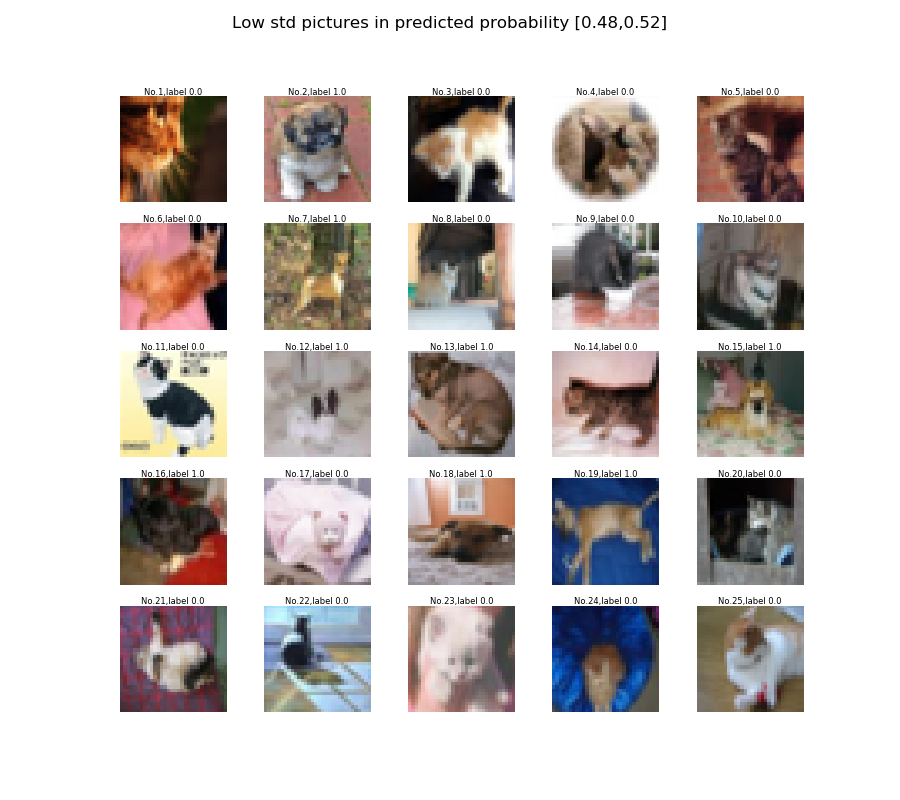 Low std pictures in predicted probability [0.48,0.52]
No.1,label 0.0
No.2,label 1.0
No.3,label 0.0
No.4,label 0.0
No.5,label 0.0
No.6,label 0.0
No.7,label 1.0
No.8,label 0.0
No.9,label 0.0
No.10,label 0.0
No.11,label 0.0
No.12,label 1.0
No.13,label 1.0
No.14,label 0.0
No.15,label 1.0
No.16,label 1.0
No.17,label 0.0
No.18,label 1.0
No.19,label 1.0
No.20,label 0.0
No.21,label 0.0
No.22,label 0.0
No.23,label 0.0
No.24,label 0.0
No.25,label 0.0